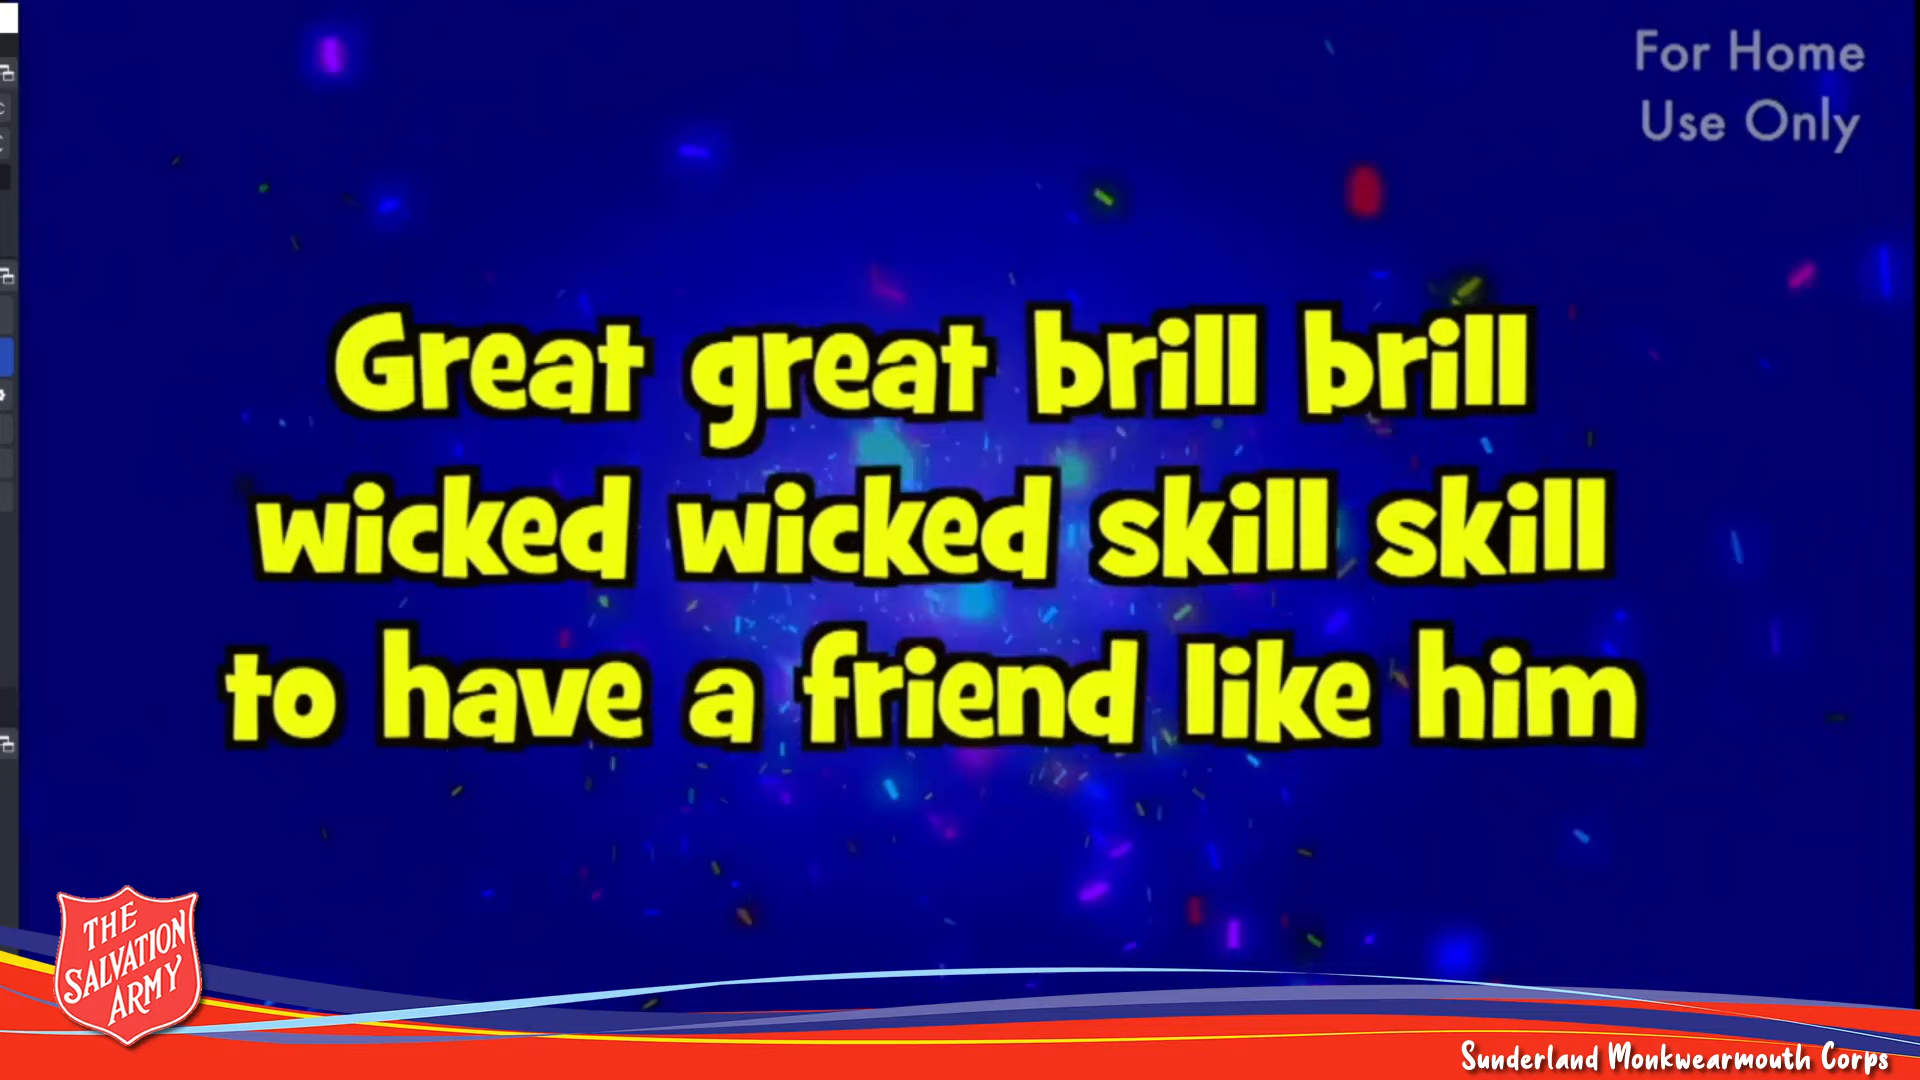 For Home
Use Only
Great great brill brill
wicked wicked skill skill
to have a friend like him
THE
SALVATION
ARMY
Sunderland Monkwearmouth Corps